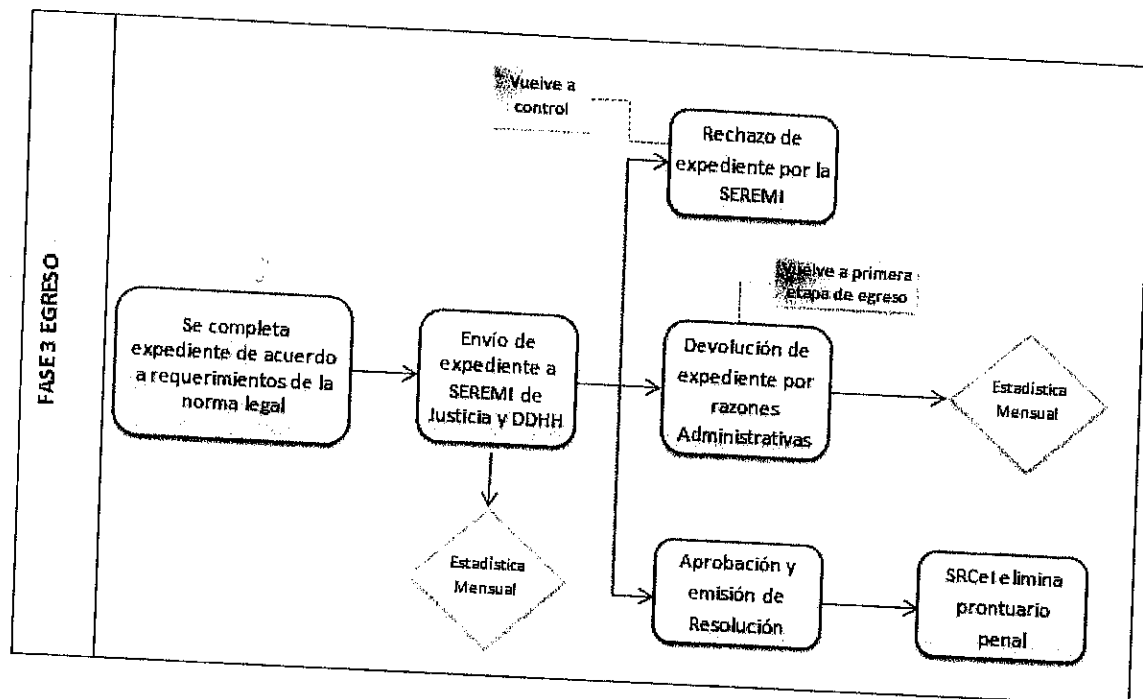 FASE 3 EGRESO
Vuelve a
control
Rechazo de
expediente por la
SEREMI
Vuelve a primera
etapa de egreso
Se completa
expediente de acuerdo
a requerimientos de la
norma legal
Envío de
expediente a
SEREMI de
Justicia y DDHH
Devolución de
expediente por
razones
Administrativas
Estadística
Mensual
Estadística
Mensual
Aprobación y
emisión de
Resolución
SRCeI elimina
prontuario
penal